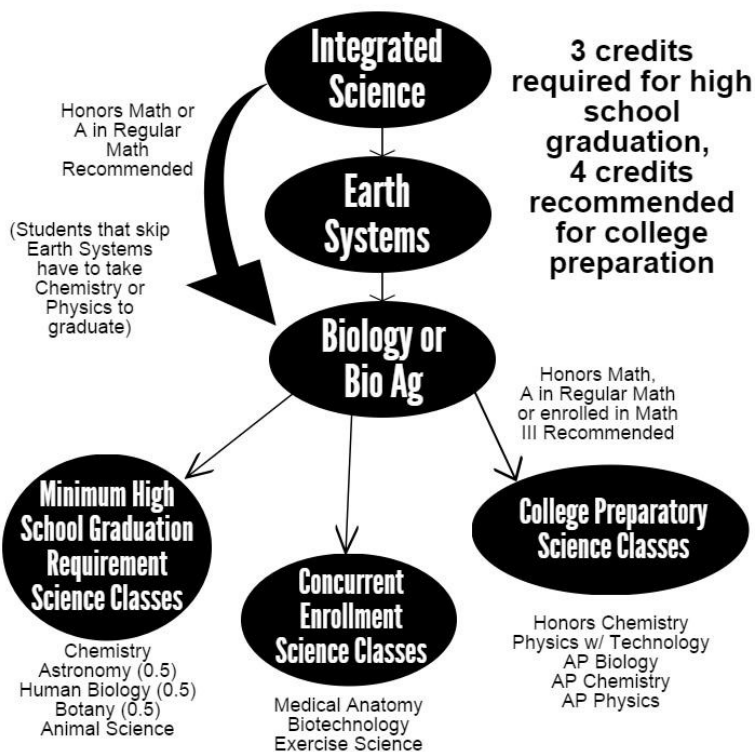 Integrated
Science
3 credits
required for high
school
graduation,
4 credits
recommended
for college
preparation
Honors Math or
A in Regular
Math
Recommended
Earth
Systems
(Students that skip
Earth Systems
have to take
Chemistry or
Physics to
graduate)
Biology or
Bio Ag
Honors Math,
A in Regular Math
or enrolled in Math
III Recommended
Minimum High
School Graduation
Requirement
Science Classes
Chemistry
Astronomy (0.5)
Human Biology (0.5)
Botany (0.5)
Animal Science
Concurrent
Enrollment
Science Classes
Medical Anatomy
Biotechnology
Exercise Science
College Preparatory
Science Classes
Honors Chemistry
Physics w/ Technology
AP Biology
AP Chemistry
AP Physics